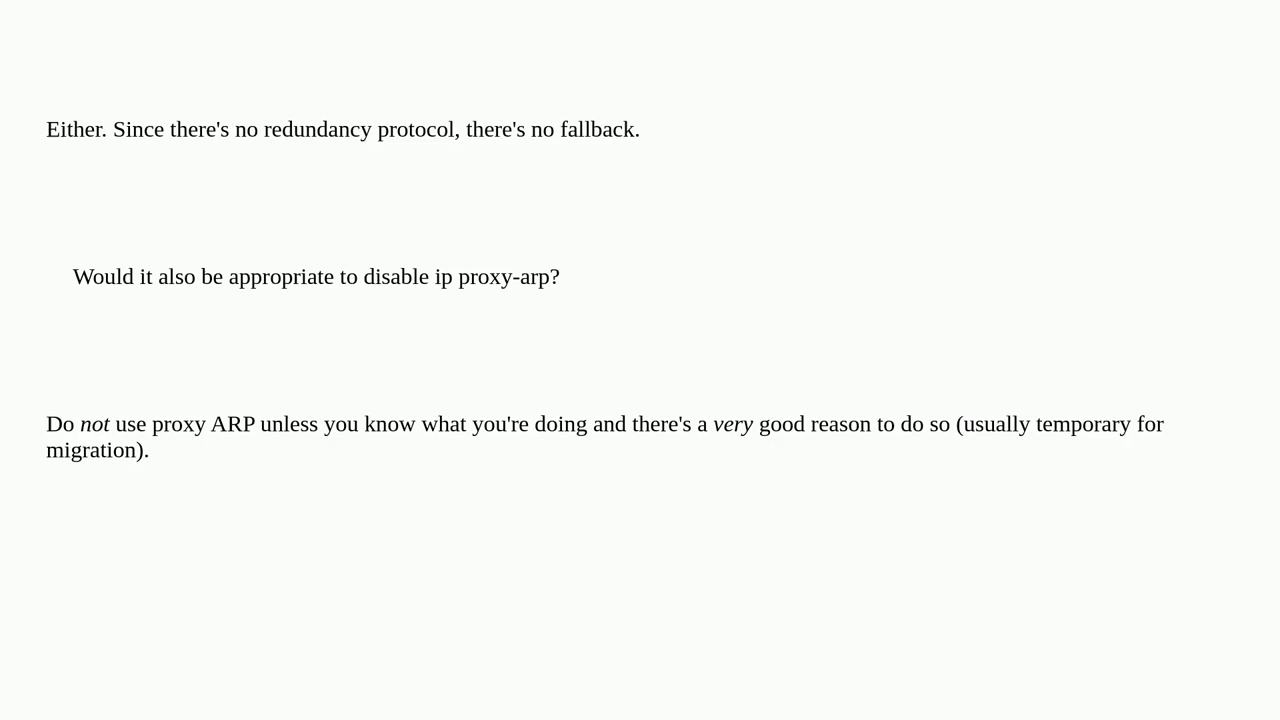 Either. Since there's no redundancy protocol, there's no fallback.
Would it also be appropriate to disable ip proxy-arp?
Do not use proxy ARP unless you know what you're doing and there's a very good reason to do so (usually temporary for
migration).